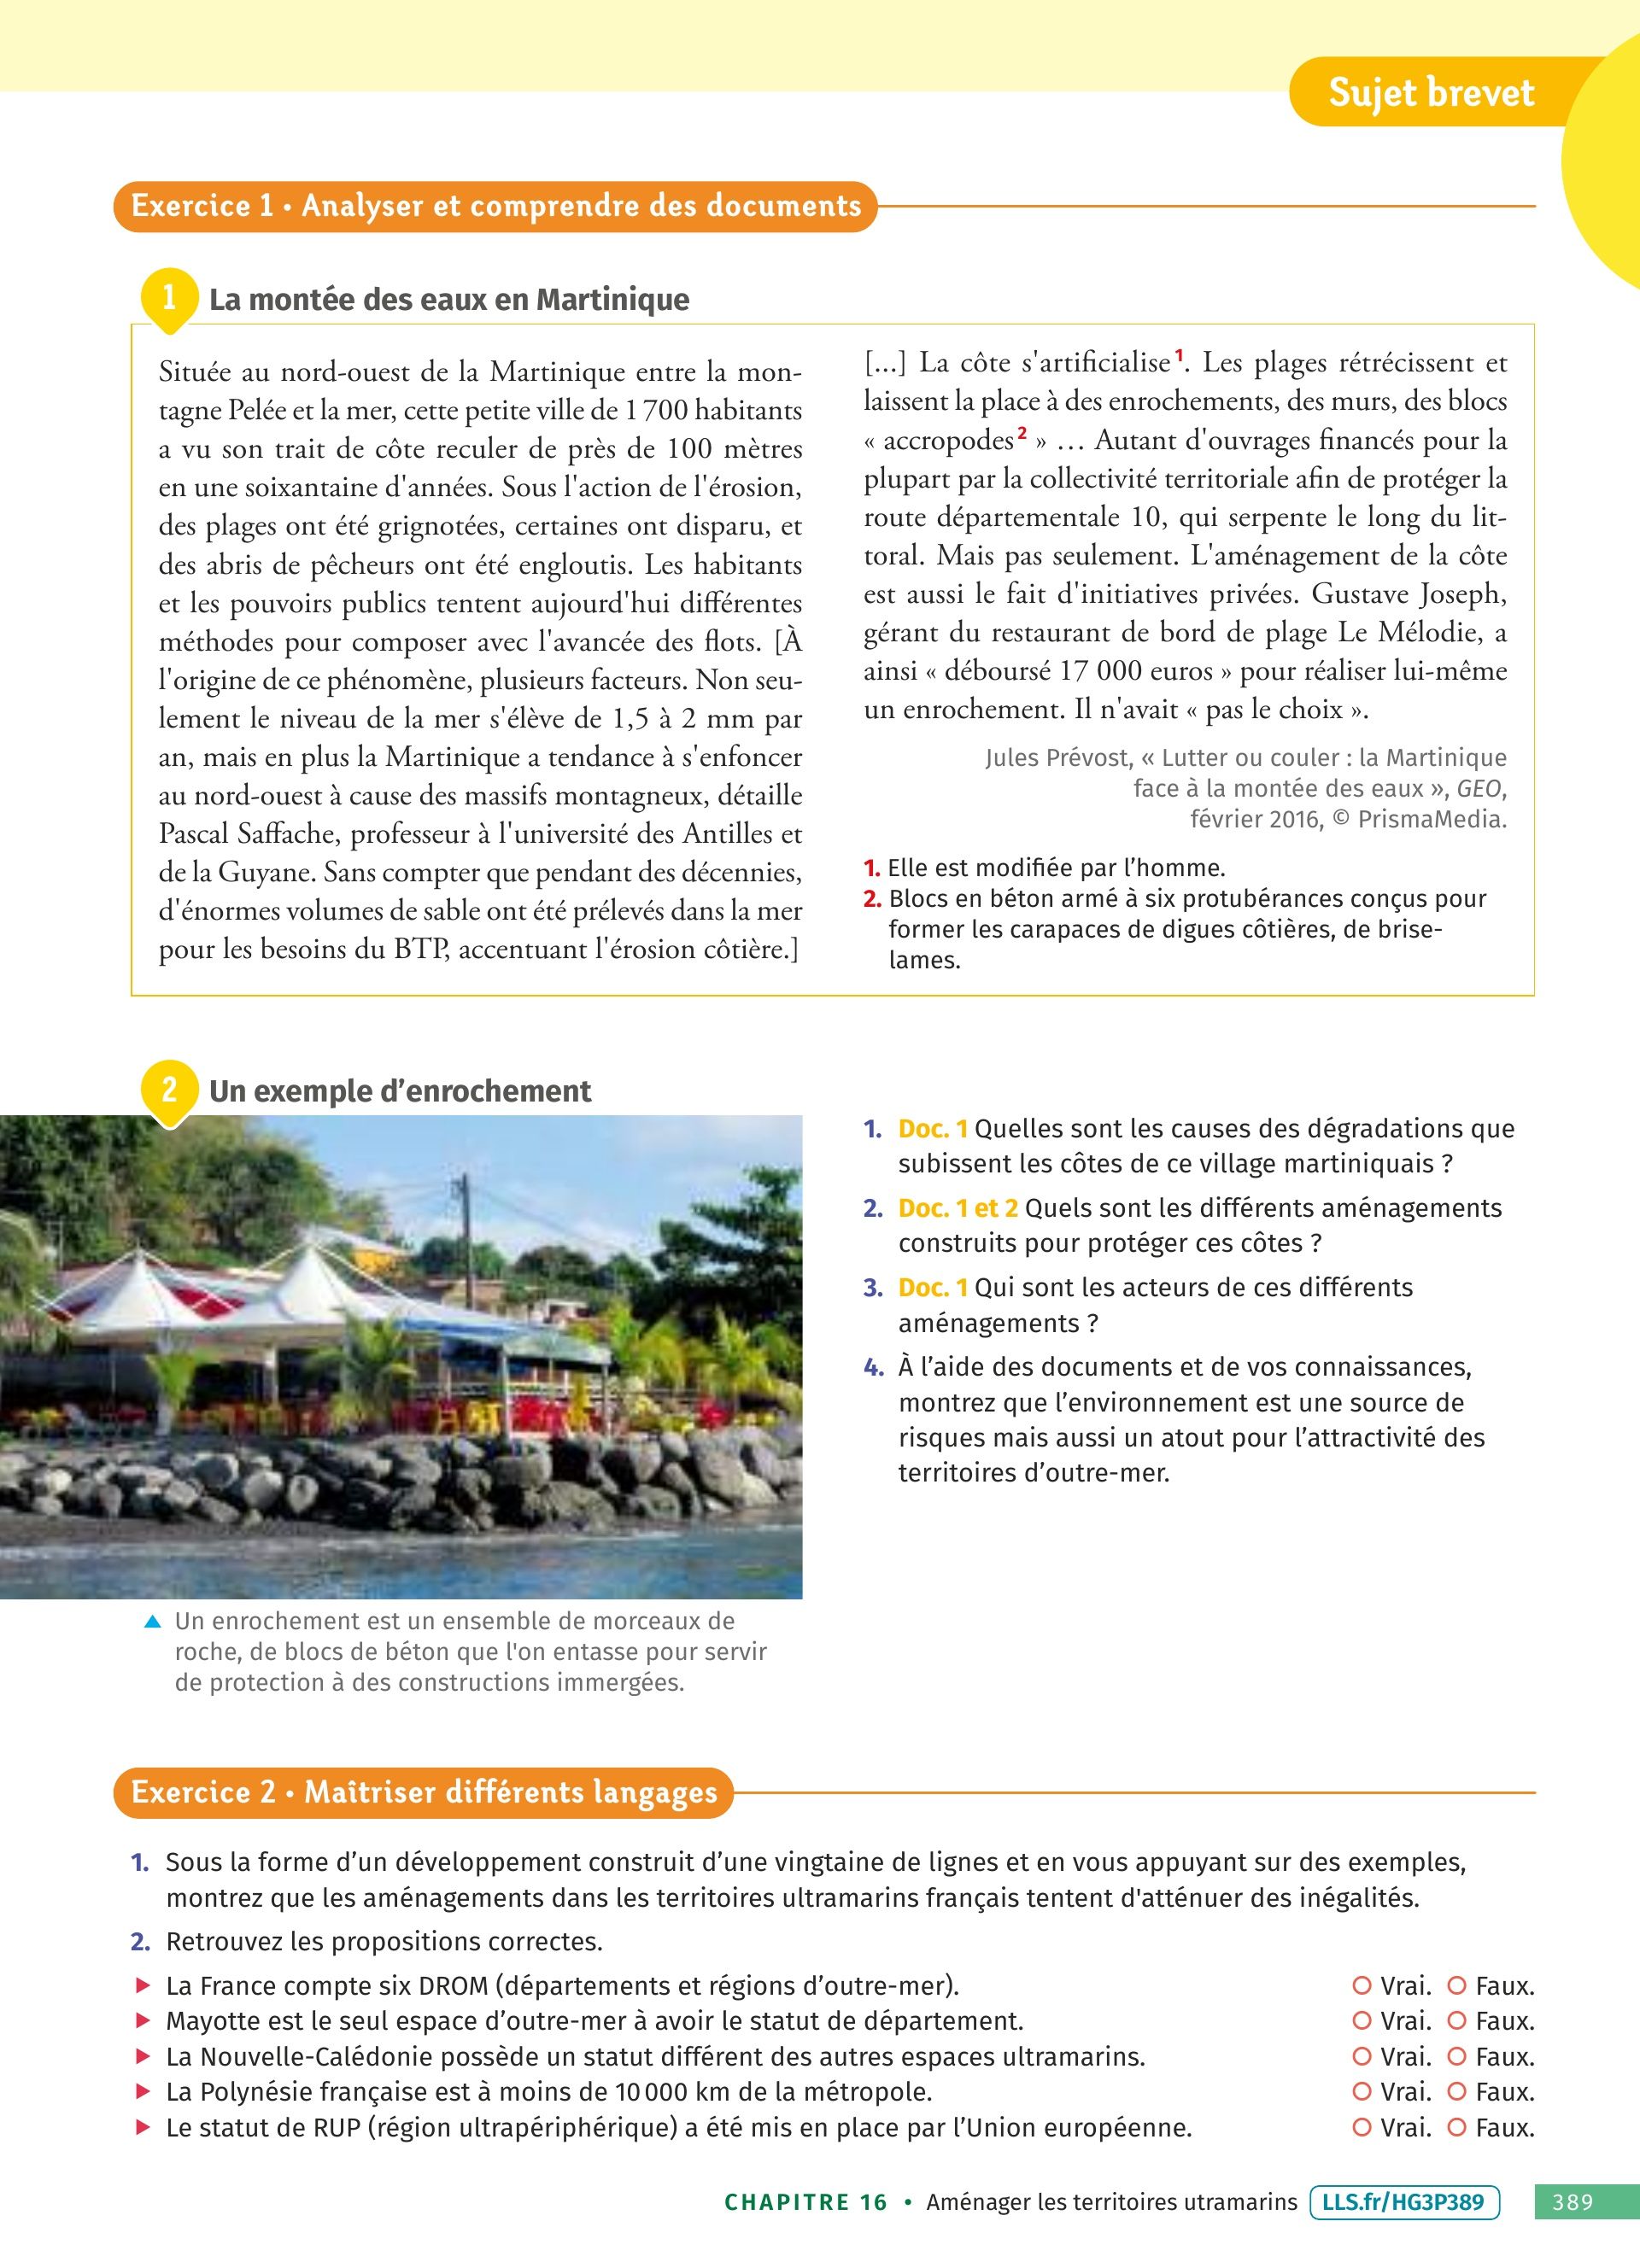 Sujet brevet
Exercice 1 • Analyser et comprendre des documents
1 La montée des eaux en Martinique
Située au nord-ouest de la Martinique entre la mon-
tagne Pelée et la mer, cette petite ville de 1 700 habitants
a vu son trait de côte reculer de près de 100 mètres
en une soixantaine d'années. Sous l'action de l'érosion,
des plages ont été grignotées, certaines ont disparu, et
des abris de pêcheurs ont été engloutis. Les habitants
et les pouvoirs publics tentent aujourd'hui différentes
méthodes pour composer avec l'avancée des flots. [À
l'origine de ce phénomène, plusieurs facteurs. Non seu-
lement le niveau de la mer s'élève de 1,5 à 2 mm par
an, mais en plus la Martinique a tendance à s'enfoncer
au nord-ouest à cause des massifs montagneux, détaille
Pascal Saffache, professeur à l'université des Antilles et
de la Guyane. Sans compter que pendant des décennies,
d'énormes volumes de sable ont été prélevés dans la mer
pour les besoins du BTP, accentuant l'érosion côtière.]
[...] La côte s'artificialise1. Les plages rétrécissent et
laissent la place à des enrochements, des murs, des blocs
« accropodes2 » … Autant d'ouvrages financés pour la
plupart par la collectivité territoriale afin de protéger la
route départementale 10, qui serpente le long du lit-
toral. Mais pas seulement. L'aménagement de la côte
est aussi le fait d'initiatives privées. Gustave Joseph,
gérant du restaurant de bord de plage Le Mélodie, a
ainsi « déboursé 17 000 euros » pour réaliser lui-même
un enrochement. Il n'avait « pas le choix ».
Jules Prévost, « Lutter ou couler : la Martinique
face à la montée des eaux », GEO,
février 2016, © PrismaMedia.
1. Elle est modifiée par l’homme.
2. Blocs en béton armé à six protubérances conçus pour
former les carapaces de digues côtières, de brise-
lames.
2 Un exemple d’enrochement
Un enrochement est un ensemble de morceaux de
roche, de blocs de béton que l'on entasse pour servir
de protection à des constructions immergées.
1. Doc. 1 Quelles sont les causes des dégradations que
subissent les côtes de ce village martiniquais ?
2. Doc. 1 et 2 Quels sont les différents aménagements
construits pour protéger ces côtes ?
3. Doc. 1 Qui sont les acteurs de ces différents
aménagements ?
4. À l’aide des documents et de vos connaissances,
montrez que l’environnement est une source de
risques mais aussi un atout pour l’attractivité des
territoires d’outre-mer.
Exercice 2 • Maîtriser différents langages
1. Sous la forme d’un développement construit d’une vingtaine de lignes et en vous appuyant sur des exemples,
montrez que les aménagements dans les territoires ultramarins français tentent d'atténuer des inégalités.
2. Retrouvez les propositions correctes.
La France compte six DROM (départements et régions d’outre-mer). Vrai. Faux.
Mayotte est le seul espace d’outre-mer à avoir le statut de département. Vrai. Faux.
La Nouvelle-Calédonie possède un statut différent des autres espaces ultramarins. Vrai. Faux.
La Polynésie française est à moins de 10 000 km de la métropole. Vrai. Faux.
Le statut de RUP (région ultrapériphérique) a été mis en place par l’Union européenne. Vrai. Faux.
CHAPITRE 16 • Aménager les territoires utramarins LLS.fr/HG3P389 389